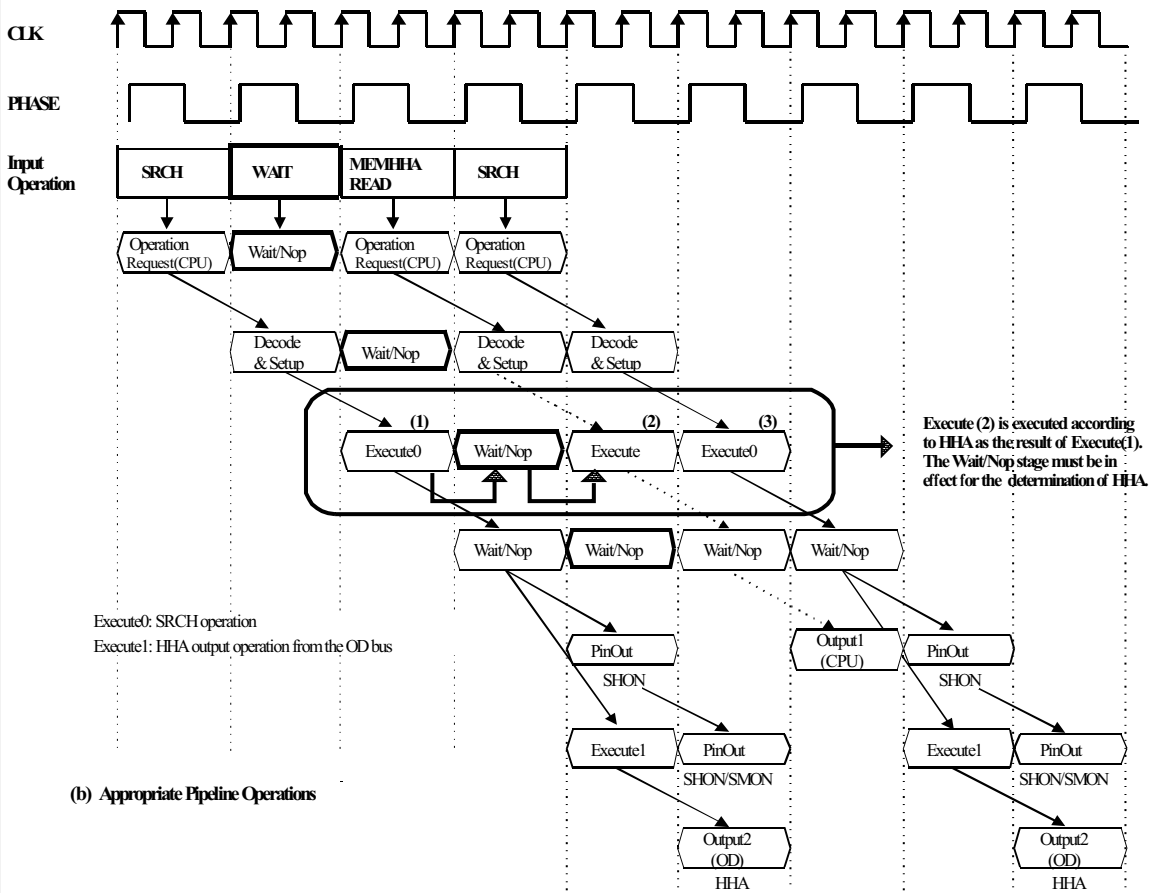 CLK
PHASE
Input
Operation
SRCH
WAIT
MEMHHA
READ
SRCH
Operation
Request(CPU)
Wait/Nop
Operation
Request(CPU)
Operation
Request(CPU)
Decode
& Setup
Wait/Nop
Decode
& Setup
Decode
& Setup
(1)
(2)
(3)
Execute0
Wait/Nop
Execute
Execute0
Execute (2) is executed according
to HHA as the result of Execute(1).
The Wait/Nop stage must be in
effect for the determination of HHA.
Wait/Nop
Wait/Nop
Wait/Nop
Wait/Nop
Execute0: SRCH operation
Execute1: HHA output operation from the OD bus
PinOut
SHON
Output1
(CPU)
PinOut
SHON
Execute1
PinOut
SHON/SMON
Execute1
PinOut
SHON/SMON
(b) Appropriate Pipeline Operations
Output2
(OD)
HHA
Output2
(OD)
HHA